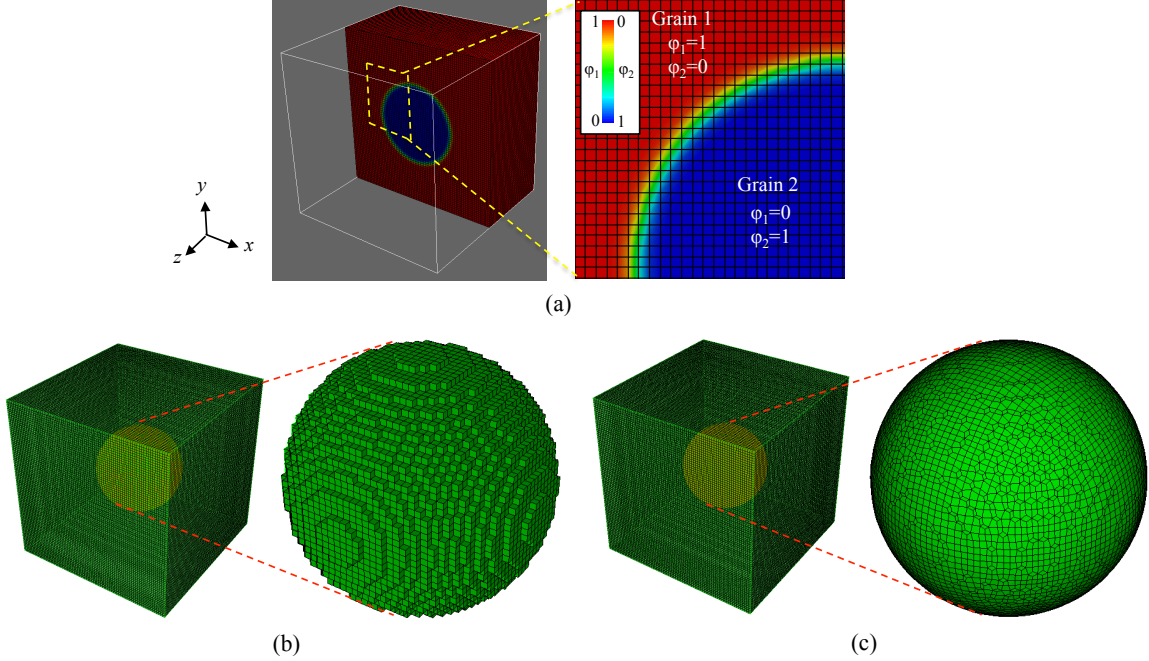 Grain 1
φ₁=1
φ₂=0
1 0
φ₁ φ₂
0 1
Grain 2
φ₁=0
φ₂=1
y
x
z
(a)
(b)
(c)